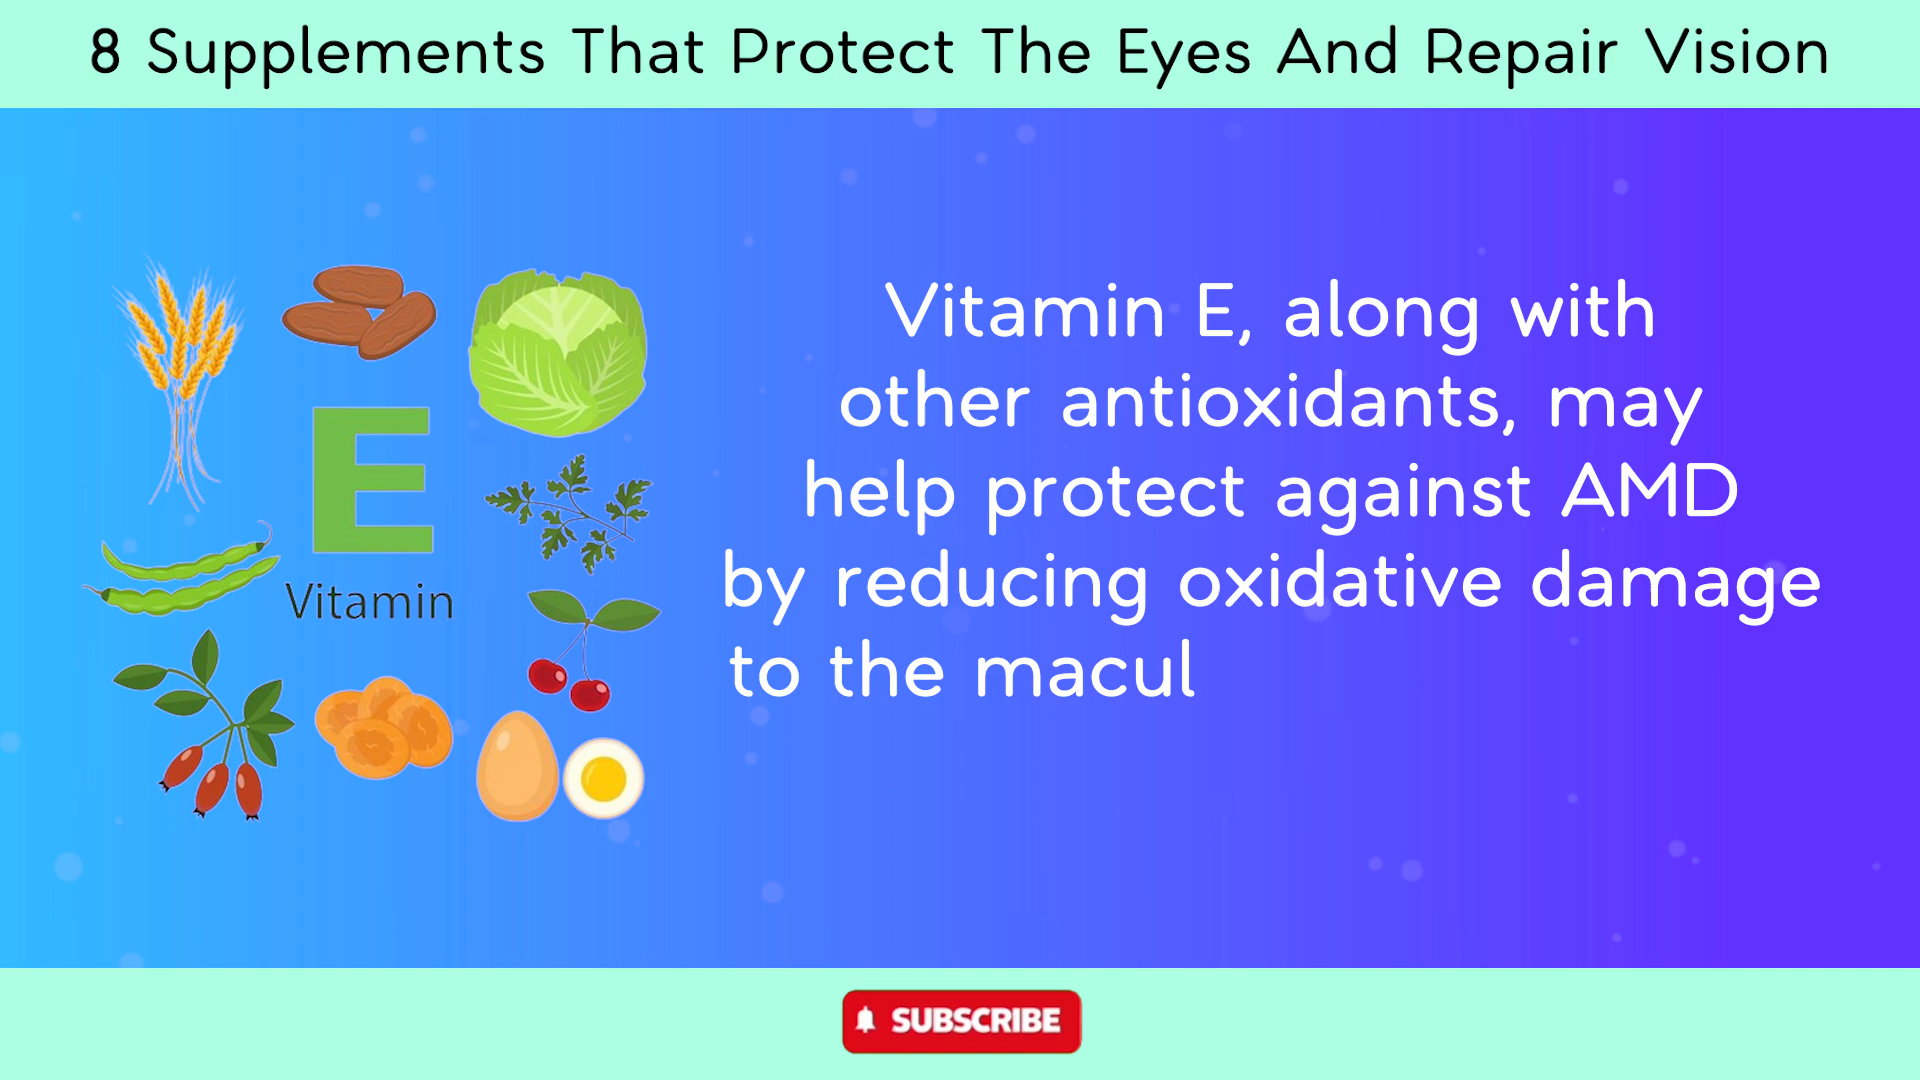 8 Supplements That Protect The Eyes And Repair Vision
E
Vitamin
Vitamin E, along with
other antioxidants, may
help protect against AMD
by reducing oxidative damage
to the macul
SUBSCRIBE